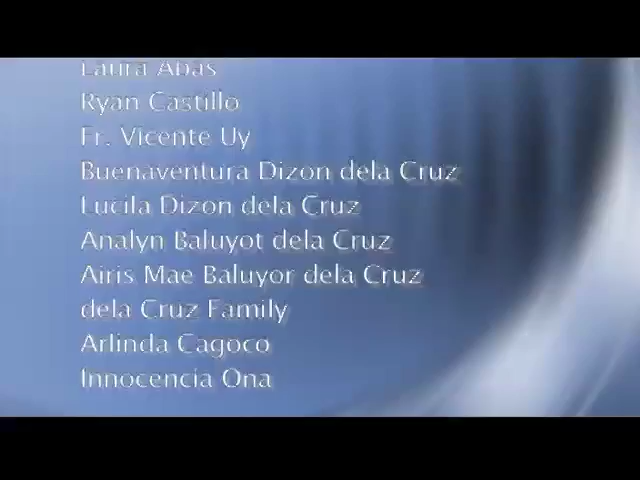 Laura Abas
Ryan Castillo
Fr. Vicente Uy
Buenaventura Dizon dela Cruz
Lucila Dizon dela Cruz
Analyn Baluyot dela Cruz
Airis Mae Baluyor dela Cruz
dela Cruz Family
Arlinda Cagoco
Innocencia Ona